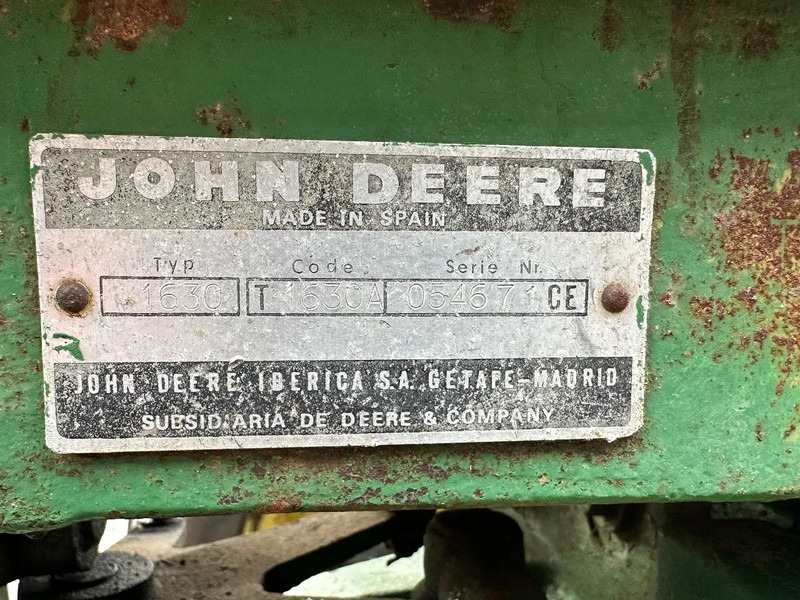 JOHN DEERE
MADE IN SPAIN
Typ Code Serie Nr.
1630 T 1630A 054671 CE
JOHN DEERE IBERICA S.A. GETAFE-MADRID
SUBSIDIARIA DE DEERE & COMPANY